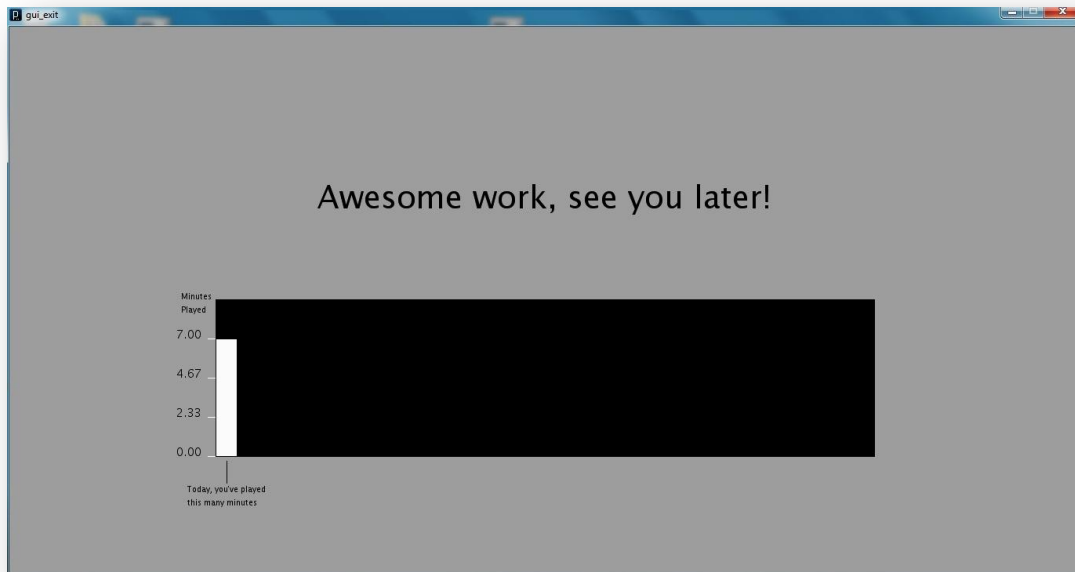 gui_exit
Awesome work, see you later!
Minutes
Played
7.00
4.67
2.33
0.00
Today, you've played
this many minutes